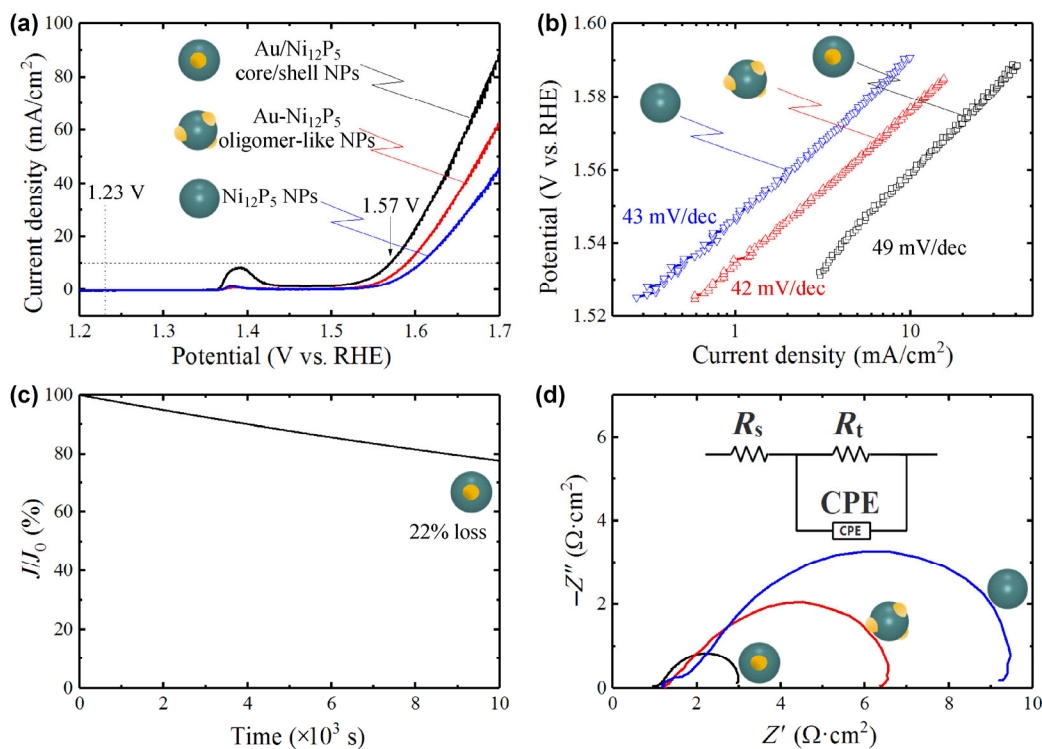 (a)
100
80
60
40
20
0
Current density (mA/cm²)
Au/Ni₁₂P₅
core/shell NPs
Au-Ni₁₂P₅
oligomer-like NPs
Ni₁₂P₅ NPs
1.23 V
1.57 V
1.2 1.3 1.4 1.5 1.6 1.7
Potential (V vs. RHE)
(b)
1.60
1.58
1.56
1.54
1.52
Potential (V vs. RHE)
43 mV/dec
42 mV/dec
49 mV/dec
1 10
Current density (mA/cm²)
(c)
100
80
60
40
20
0
J/J₀ (%)
22% loss
0 2 4 6 8 10
Time (×10³ s)
(d)
6
4
2
0
−Z″ (Ω·cm²)
Rs Rt
CPE
CPE
0 2 4 6 8 10
Z′ (Ω·cm²)